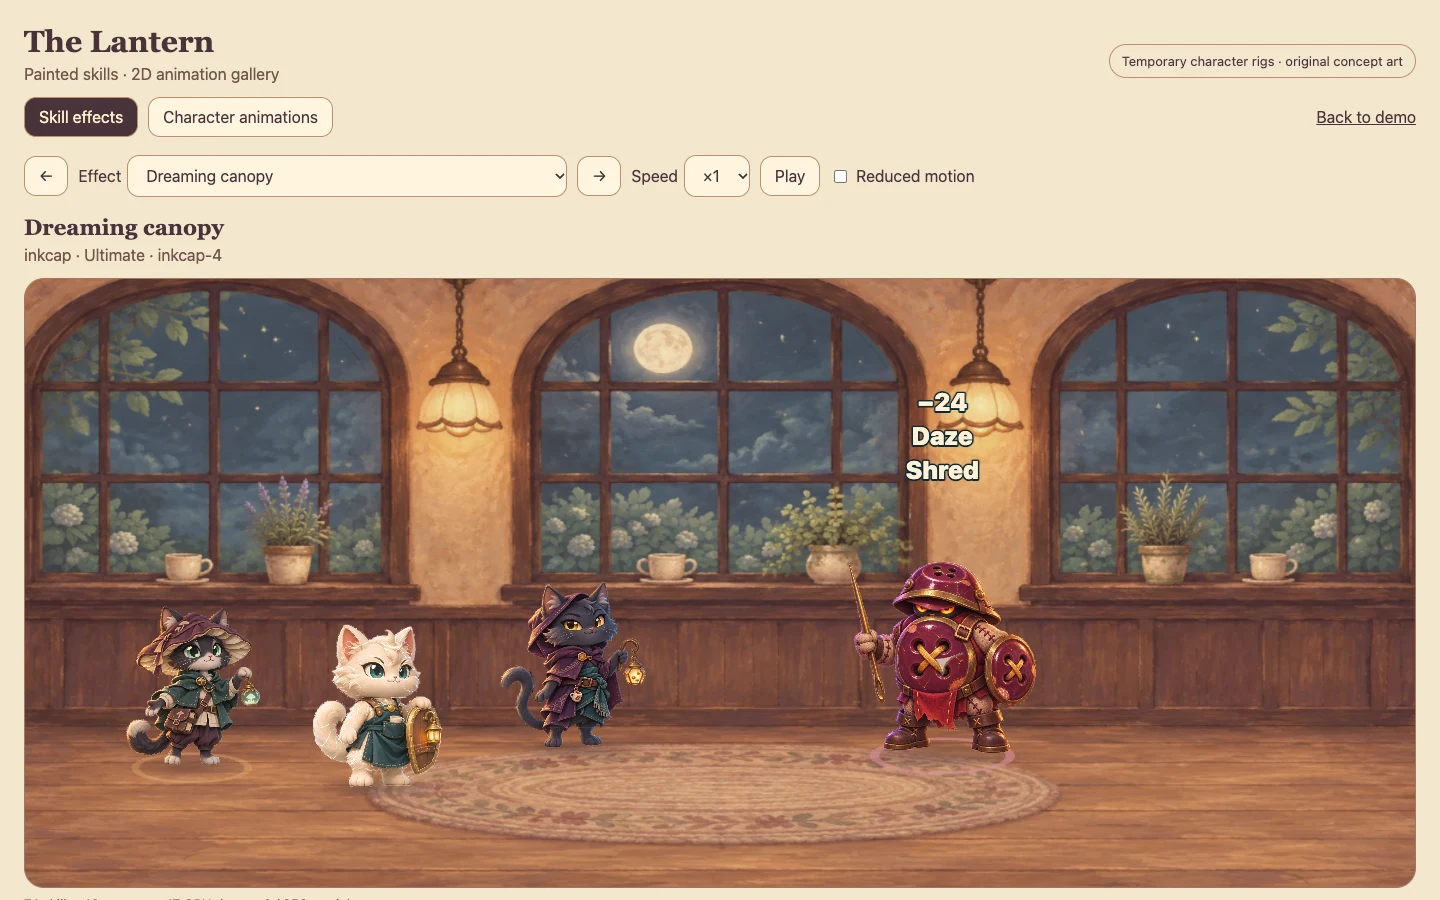 The Lantern
Painted skills · 2D animation gallery
Temporary character rigs · original concept art
Skill effects
Character animations
Back to demo
←
Effect
Dreaming canopy
→
Speed
×1
Play
Reduced motion
Dreaming canopy
inkcap · Ultimate · inkcap-4
−24
Daze
Shred